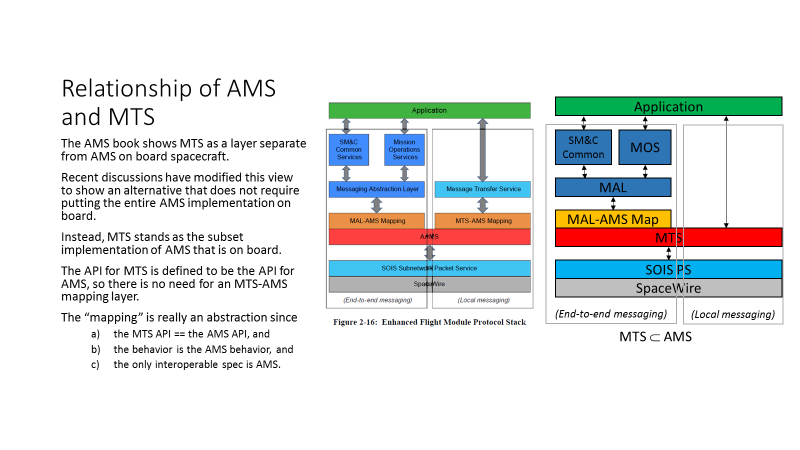 Relationship of AMS
and MTS
The AMS book shows MTS as a layer separate
from AMS on board spacecraft.
Recent discussions have modified this view
to show an alternative that does not require
putting the entire AMS implementation on
board.
Instead, MTS stands as the subset
implementation of AMS that is on board.
The API for MTS is defined to be the API for
AMS, so there is no need for an MTS-AMS
mapping layer.
The “mapping” is really an abstraction since
a) the MTS API == the AMS API, and
b) the behavior is the AMS behavior, and
c) the only interoperable spec is AMS.
Application
SM&C
Common
Services
Mission
Operations
Services
Messaging Abstraction Layer
Message Transfer Service
MAL-AMS Mapping
MTS-AMS Mapping
AMS
SOIS Subnetwork Packet Service
SpaceWire
(End-to-end messaging)
(Local messaging)
Figure 2-16: Enhanced Flight Module Protocol Stack
Application
SM&C
Common
MOS
MAL
MAL-AMS Map
MTS
SOIS PS
SpaceWire
(End-to-end messaging)
(Local messaging)
MTS ⊂ AMS